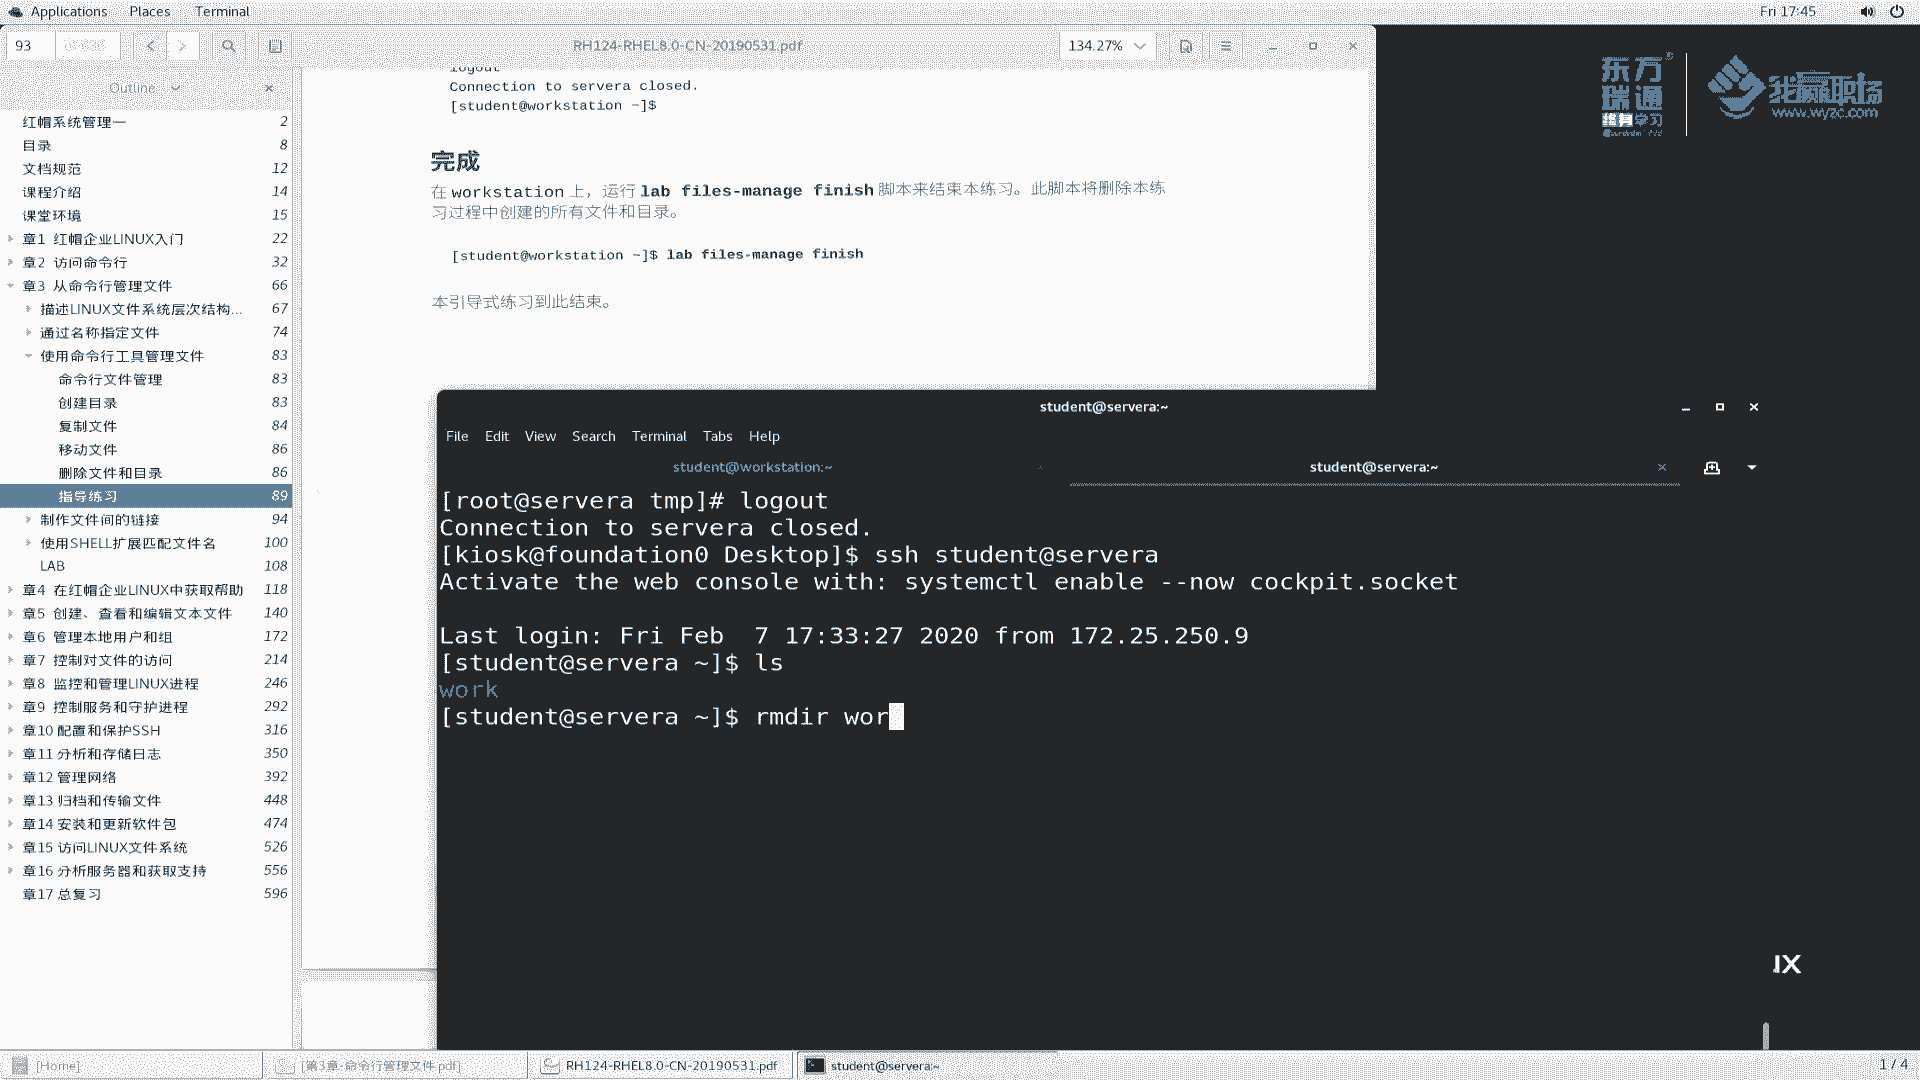 Applications Places Terminal
Fri 17:45
93 of 636
RH124-RHEL8.0-CN-20190531.pdf
134.27%
Outline
红帽系统管理一 2
目录 8
文档规范 12
课程介绍 14
课堂环境 15
章1 红帽企业LINUX入门 22
章2 访问命令行 32
章3 从命令行管理文件 66
描述LINUX文件系统层次结构... 67
通过名称指定文件 74
使用命令行工具管理文件 83
命令行文件管理 83
创建目录 83
复制文件 84
移动文件 86
删除文件和目录 86
指导练习 89
制作文件间的链接 94
使用SHELL扩展匹配文件名 100
LAB 108
章4 在红帽企业LINUX中获取帮助 118
章5 创建、查看和编辑文本文件 140
章6 管理本地用户和组 172
章7 控制对文件的访问 214
章8 监控和管理LINUX进程 246
章9 控制服务和守护进程 292
章10 配置和保护SSH 316
章11 分析和存储日志 350
章12 管理网络 392
章13 归档和传输文件 448
章14 安装和更新软件包 474
章15 访问LINUX文件系统 526
章16 分析服务器和获取支持 556
章17 总复习 596
logout
Connection to servera closed.
[student@workstation ~]$
完成
在 workstation 上，运行 lab files-manage finish 脚本来结束本练习。此脚本将删除本练
习过程中创建的所有文件和目录。
[student@workstation ~]$ lab files-manage finish
本引导式练习到此结束。
东方
瑞通
终身学习
我赢职场
www.wyzc.com
student@servera:~
File Edit View Search Terminal Tabs Help
student@workstation:~
student@servera:~
[root@servera tmp]# logout
Connection to servera closed.
[kiosk@foundation0 Desktop]$ ssh student@servera
Activate the web console with: systemctl enable --now cockpit.socket
Last login: Fri Feb  7 17:33:27 2020 from 172.25.250.9
[student@servera ~]$ ls
work
[student@servera ~]$ rmdir wor
[Home]
[第3章-命令行管理文件.pdf]
RH124-RHEL8.0-CN-20190531.pdf
student@servera:~
1 / 4